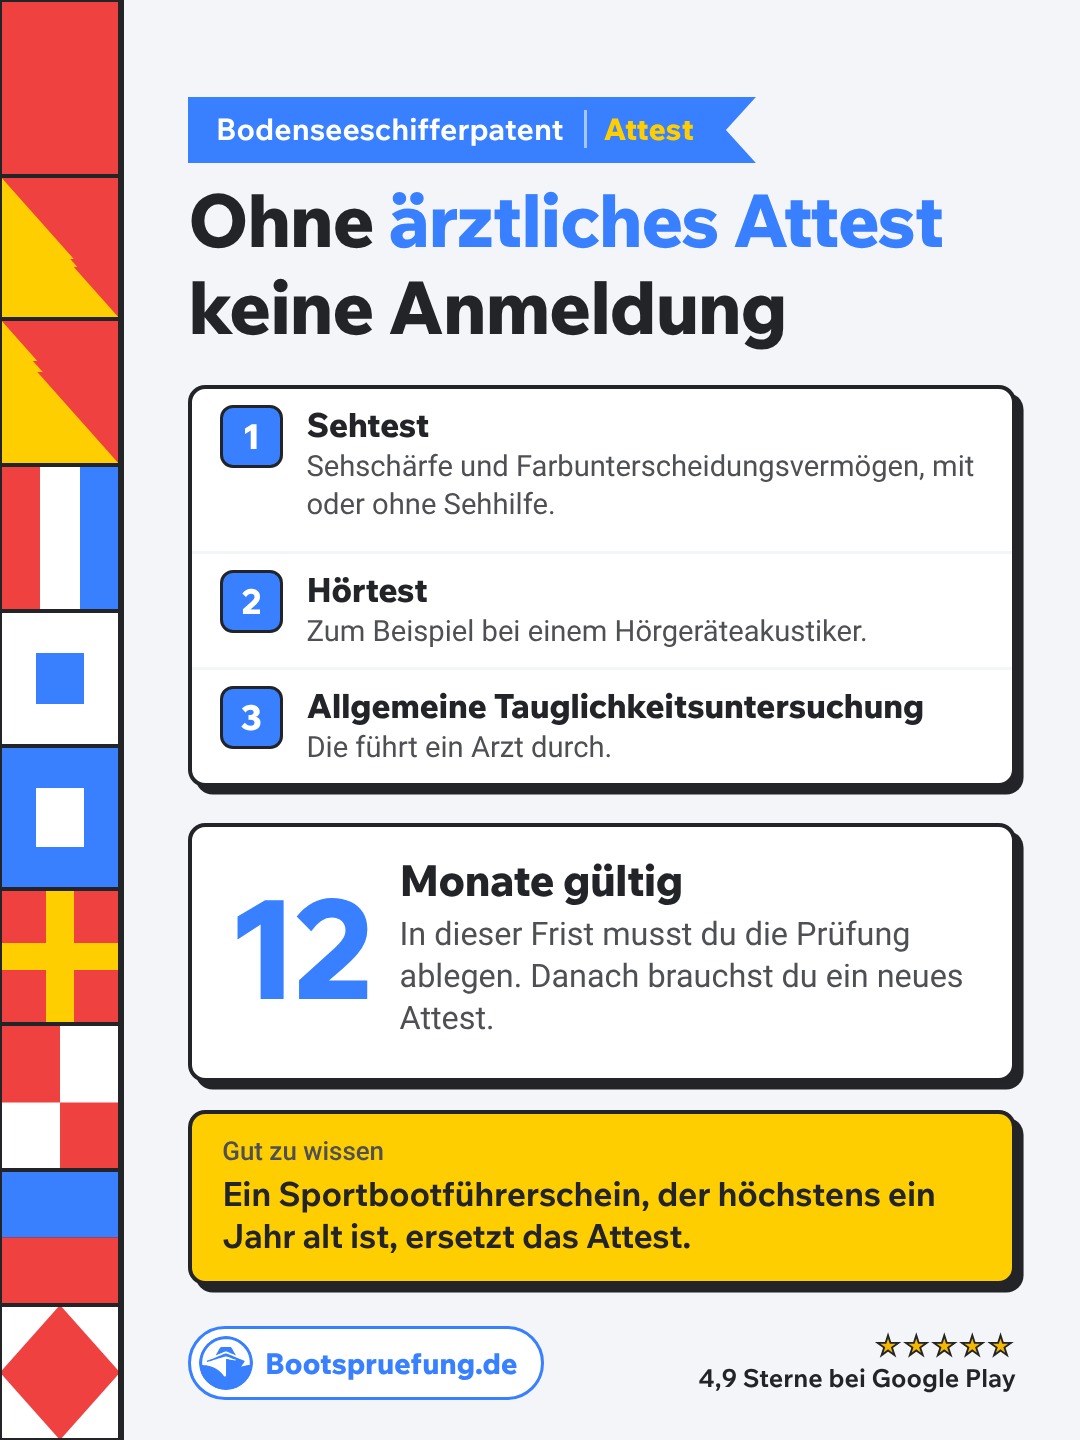 Bodenseeschifferpatent | Attest
Ohne ärztliches Attest
keine Anmeldung
1 Sehtest
Sehschärfe und Farbunterscheidungsvermögen, mit
oder ohne Sehhilfe.
2 Hörtest
Zum Beispiel bei einem Hörgeräteakustiker.
3 Allgemeine Tauglichkeitsuntersuchung
Die führt ein Arzt durch.
12 Monate gültig
In dieser Frist musst du die Prüfung
ablegen. Danach brauchst du ein neues
Attest.
Gut zu wissen
Ein Sportbootführerschein, der höchstens ein
Jahr alt ist, ersetzt das Attest.
Bootspruefung.de
4,9 Sterne bei Google Play